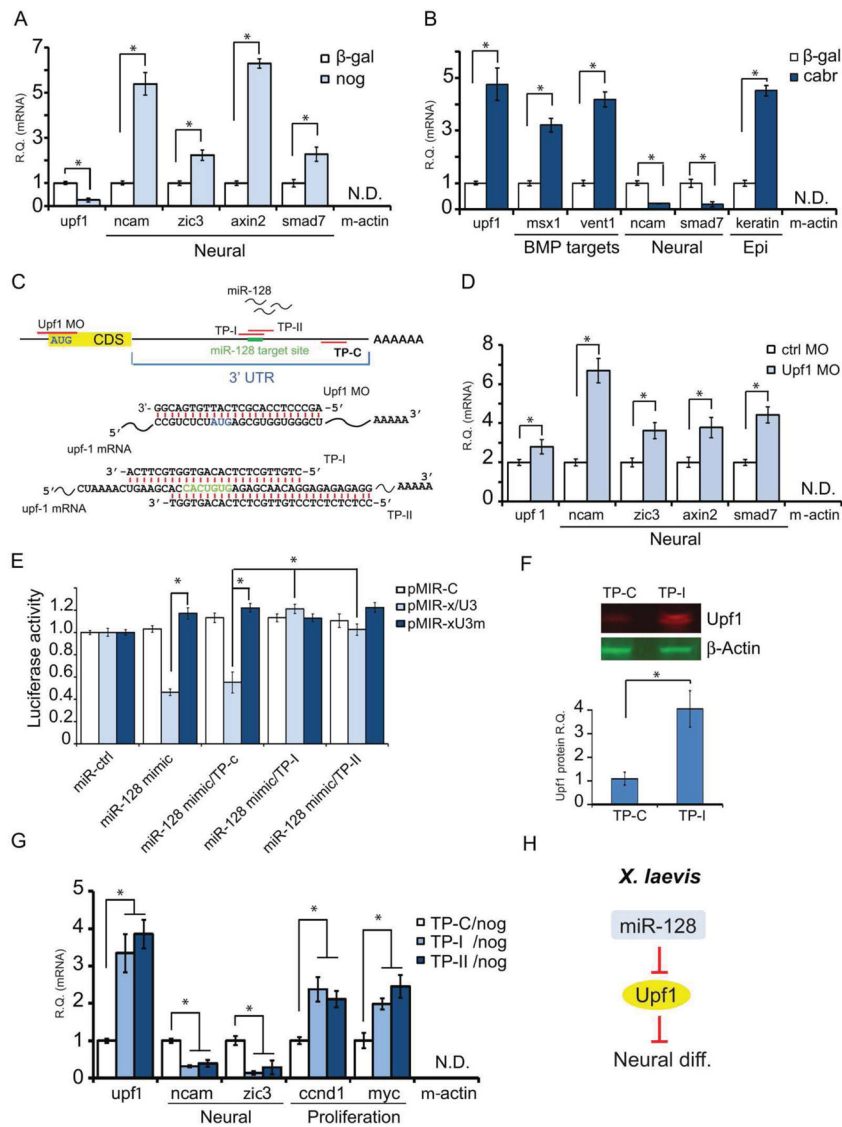 A
R.Q. (mRNA)
7
5
3
1
0
β-gal
nog
*
*
*
*
*
N.D.
upf1 ncam zic3 axin2 smad7 m-actin
Neural
B
R.Q. (mRNA)
6
5
4
3
2
1
0
β-gal
cabr
*
*
*
*
*
*
N.D.
upf1 msx1 vent1 ncam smad7 keratin m-actin
BMP targets Neural Epi
C
miR-128
Upf1 MO
TP-I
TP-II
AUG CDS
AAAAAA
miR-128 target site
TP-C
3' UTR
Upf1 MO
3'- GGCAGTGTTACTCGCACCTCCCGA -5'
3'
5'
CCGUCUCUAUGAGCGUGGUGGGCU
AAAAA
upf-1 mRNA
TP-I
3'-ACTTCGTGGTGACACTCTCGTTGTC-5'
3'
5'
CUAAAACUGAAGCACCACUGUGAGAGCAACAGGAGAGAGAGG
AAAAA
upf-1 mRNA
3'-TGGTGACACTCTCGTTGTCCTCTCTCTCC-5'
TP-II
D
R.Q. (mRNA)
8
6
4
2
0
ctrl MO
Upf1 MO
*
*
*
*
*
N.D.
upf 1 ncam zic3 axin2 smad7 m-actin
Neural
E
Luciferase activity
1.2
1.0
0.8
0.6
0.4
0
*
*
*
pMIR-C
pMIR-x/U3
pMIR-xU3m
miR-ctrl
miR-128 mimic
miR-128 mimic/TP-c
miR-128 mimic/TP-I
miR-128 mimic/TP-II
F
TP-C TP-I
Upf1
β-Actin
Upf1 protein R.Q.
4
3
2
1
0
*
TP-C TP-I
G
R.Q. (mRNA)
5
4
3
2
1
0
*
*
*
*
*
TP-C/nog
TP-I /nog
TP-II /nog
N.D.
upf1 ncam zic3 ccnd1 myc m-actin
Neural Proliferation
H
X. laevis
miR-128
Upf1
Neural diff.